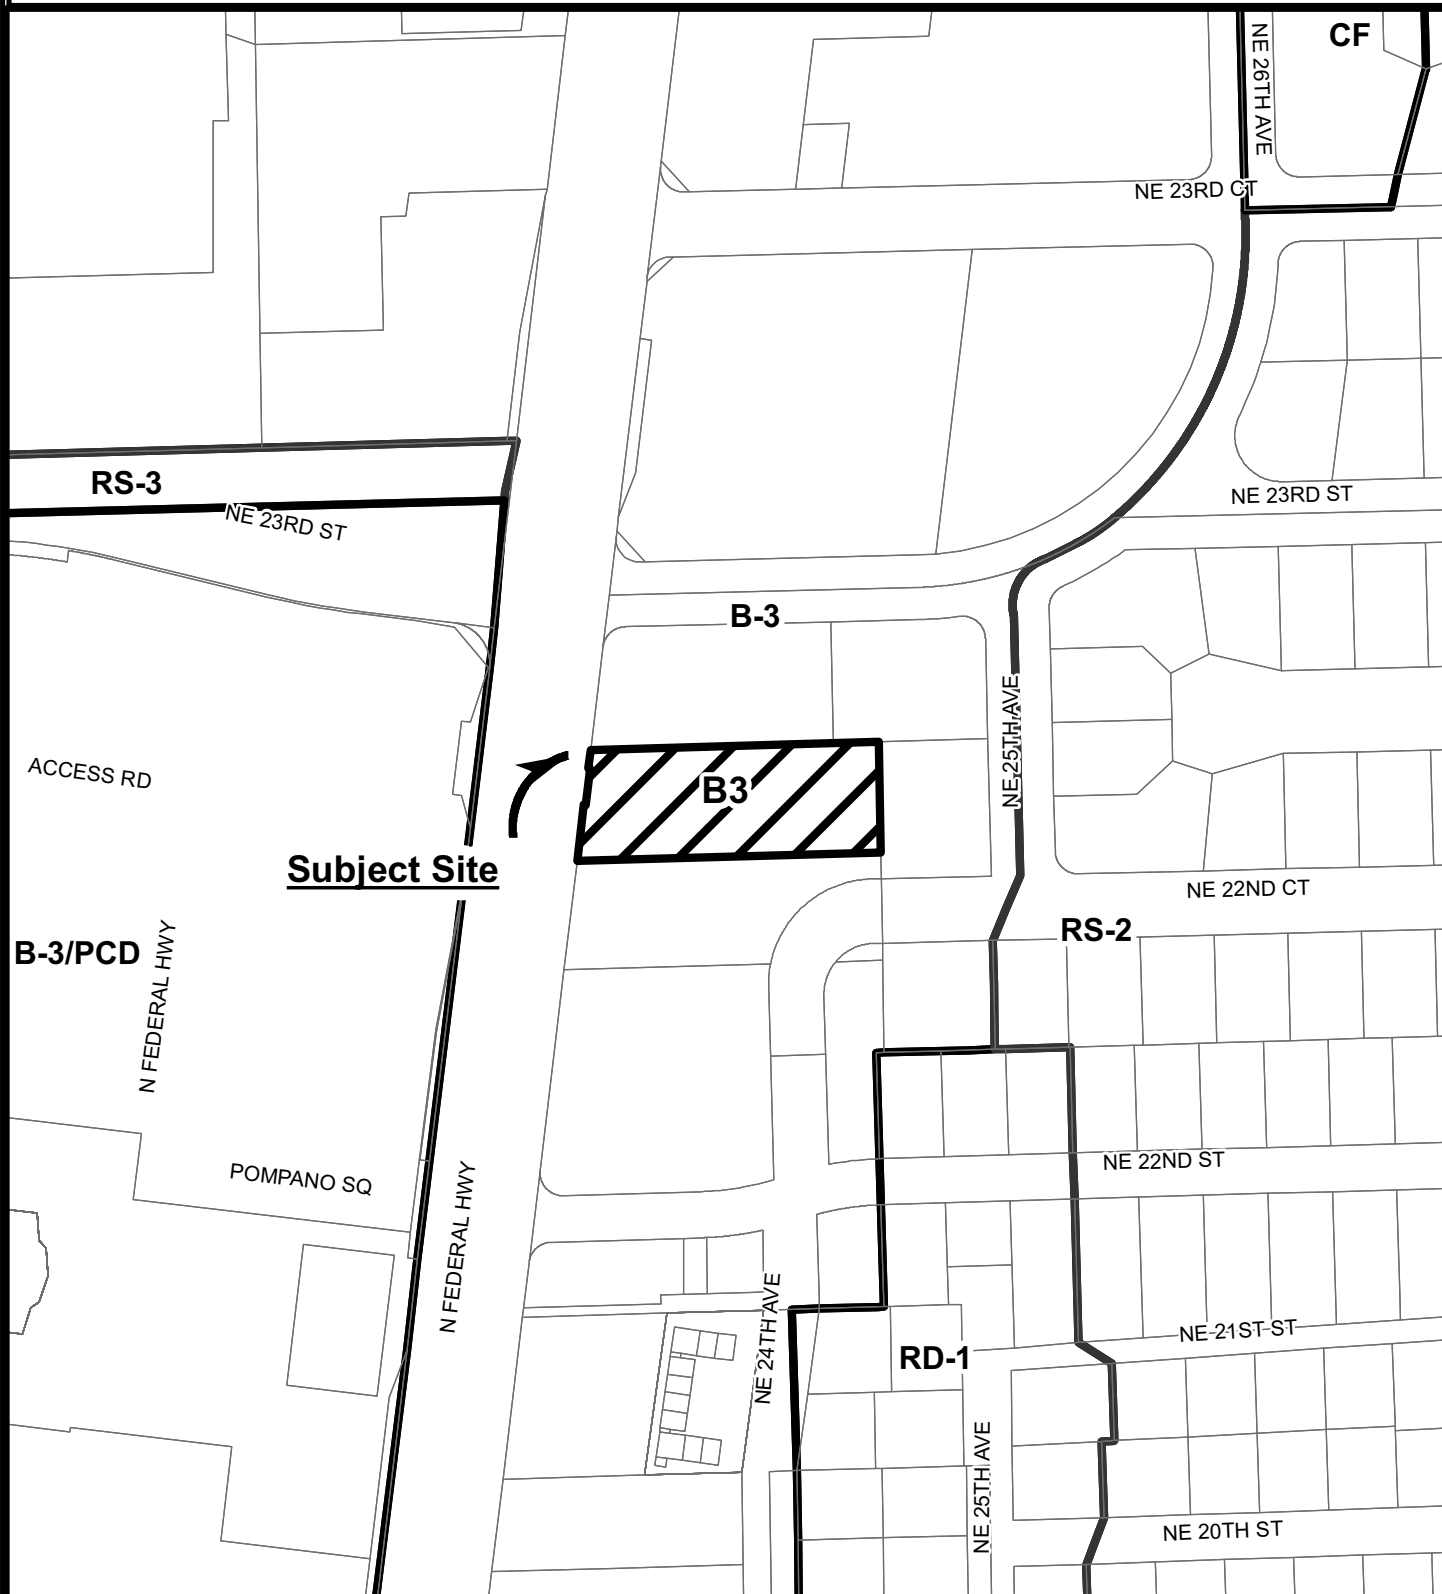 CF
NE 26TH AVE
NE 23RD CT
RS-3
NE 23RD ST
NE 23RD ST
B-3
NE 25TH AVE
ACCESS RD
B3
Subject Site
NE 22ND CT
RS-2
B-3/PCD
N FEDERAL HWY
NE 22ND ST
POMPANO SQ
N FEDERAL HWY
NE 24TH AVE
NE 21ST ST
RD-1
NE 25TH AVE
NE 20TH ST